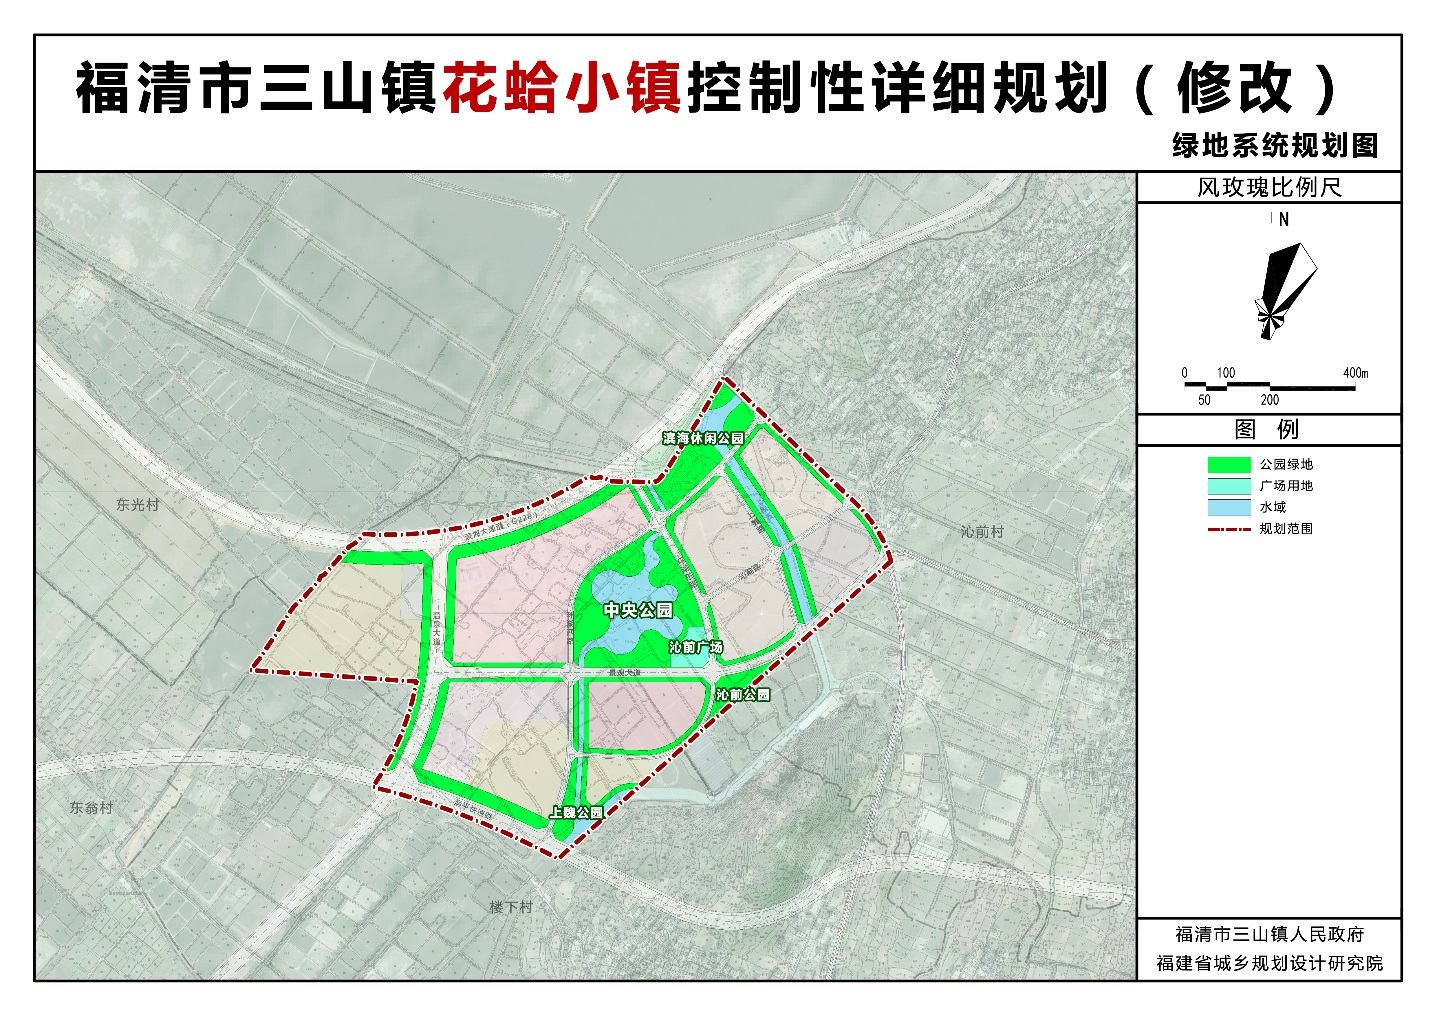 福清市三山镇花蛤小镇控制性详细规划（修改）
绿地系统规划图
风玫瑰比例尺
N
0 100 400m
50 200
图 例
公园绿地
广场用地
水域
规划范围
滨海休闲公园
东光村
沁前村
中央公园
沁前广场
景观大道
沁前公园
东翁村
上魏公园
楼下村
福清市三山镇人民政府
福建省城乡规划设计研究院